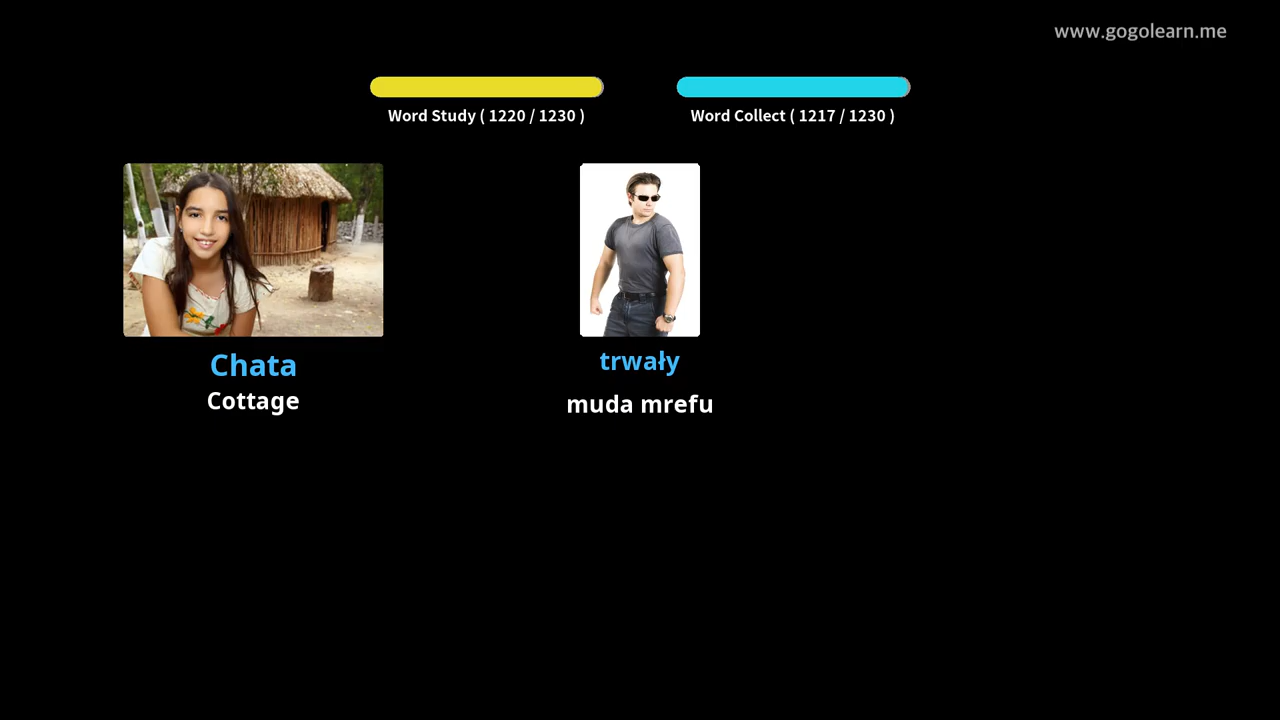 www.gogolearn.me
Word Study ( 1220 / 1230 )
Word Collect ( 1217 / 1230 )
Chata
Cottage
trwały
muda mrefu